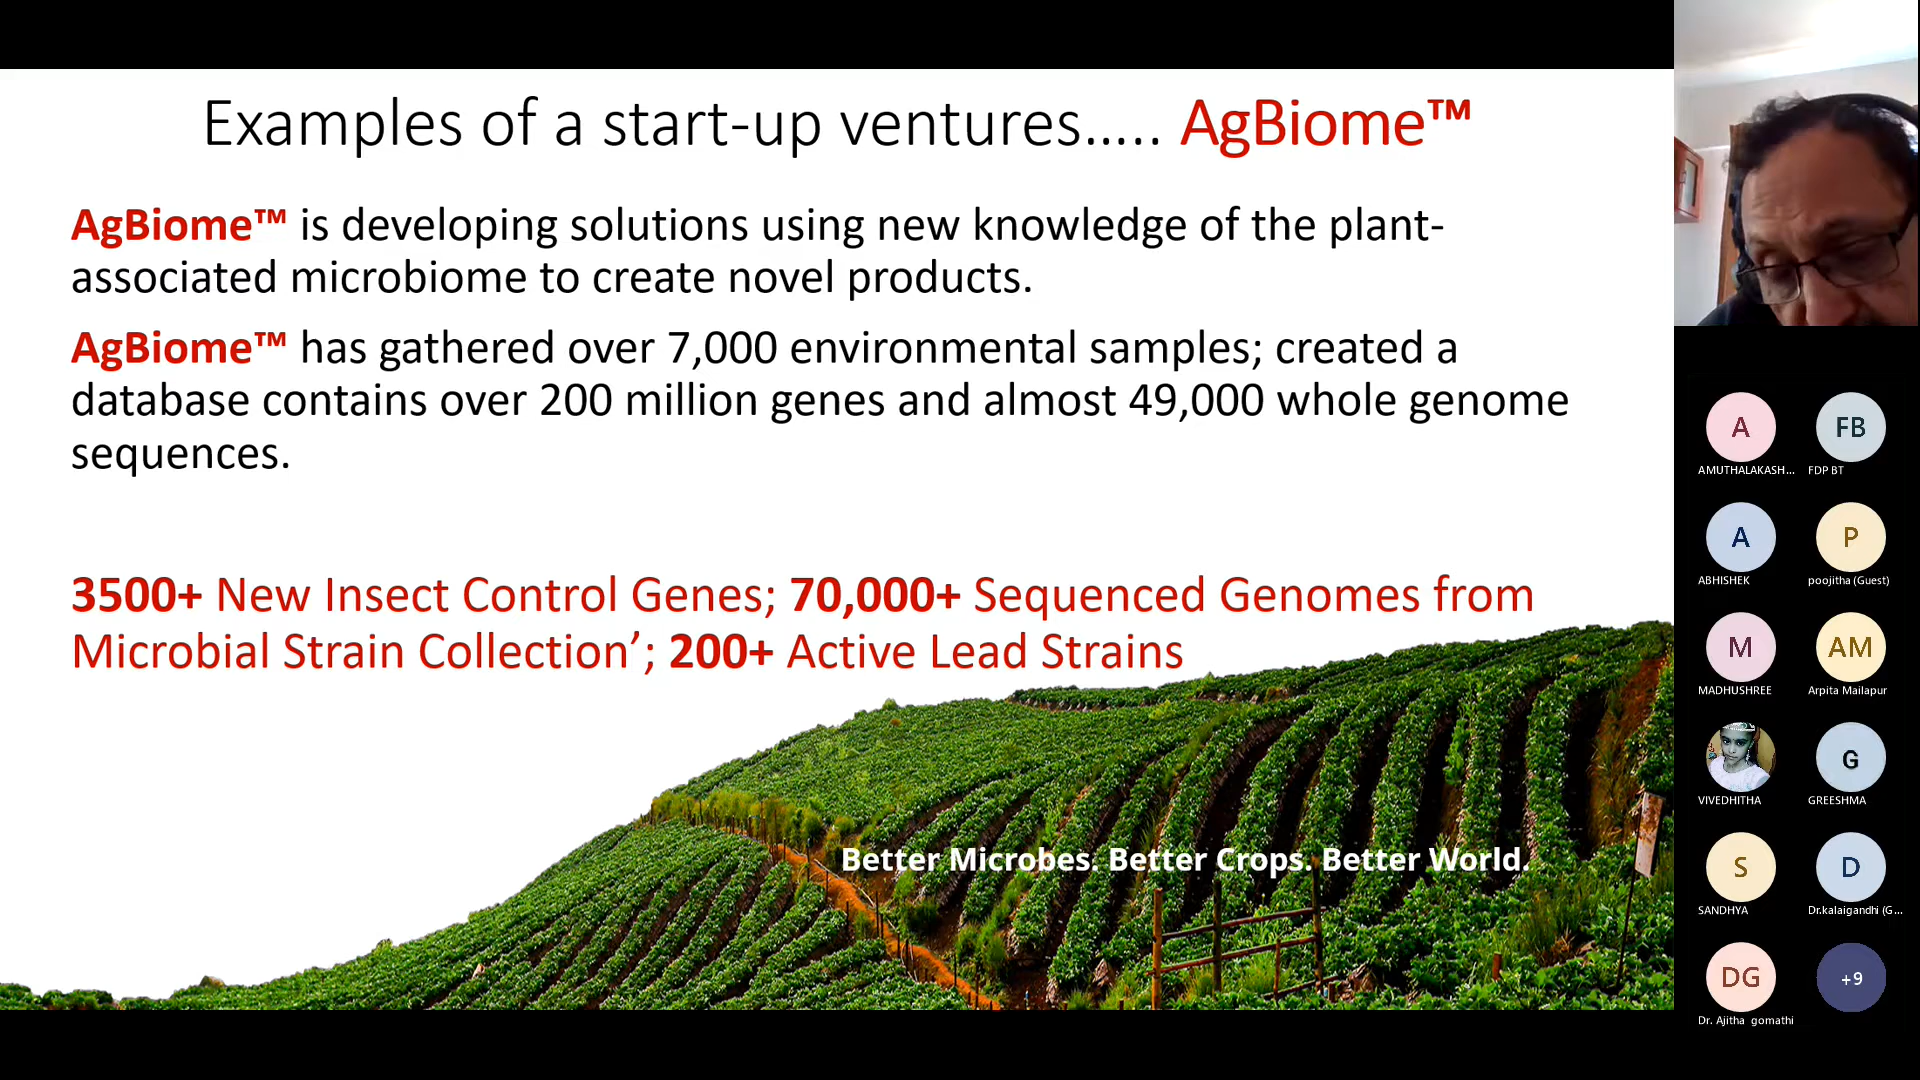 Examples of a start-up ventures..... AgBiome™
AgBiome™ is developing solutions using new knowledge of the plant-
associated microbiome to create novel products.
AgBiome™ has gathered over 7,000 environmental samples; created a
database contains over 200 million genes and almost 49,000 whole genome
sequences.
3500+ New Insect Control Genes; 70,000+ Sequenced Genomes from
Microbial Strain Collection’; 200+ Active Lead Strains
Better Microbes. Better Crops. Better World.
A
AMUTHALAKASH...
FB
FDP BT
A
ABHISHEK
P
poojitha (Guest)
M
MADHUSHREE
AM
Arpita Mailapur
VIVEDHITHA
G
GREESHMA
S
SANDHYA
D
Dr.kalaigandhi (G...
DG
Dr. Ajitha gomathi
+9